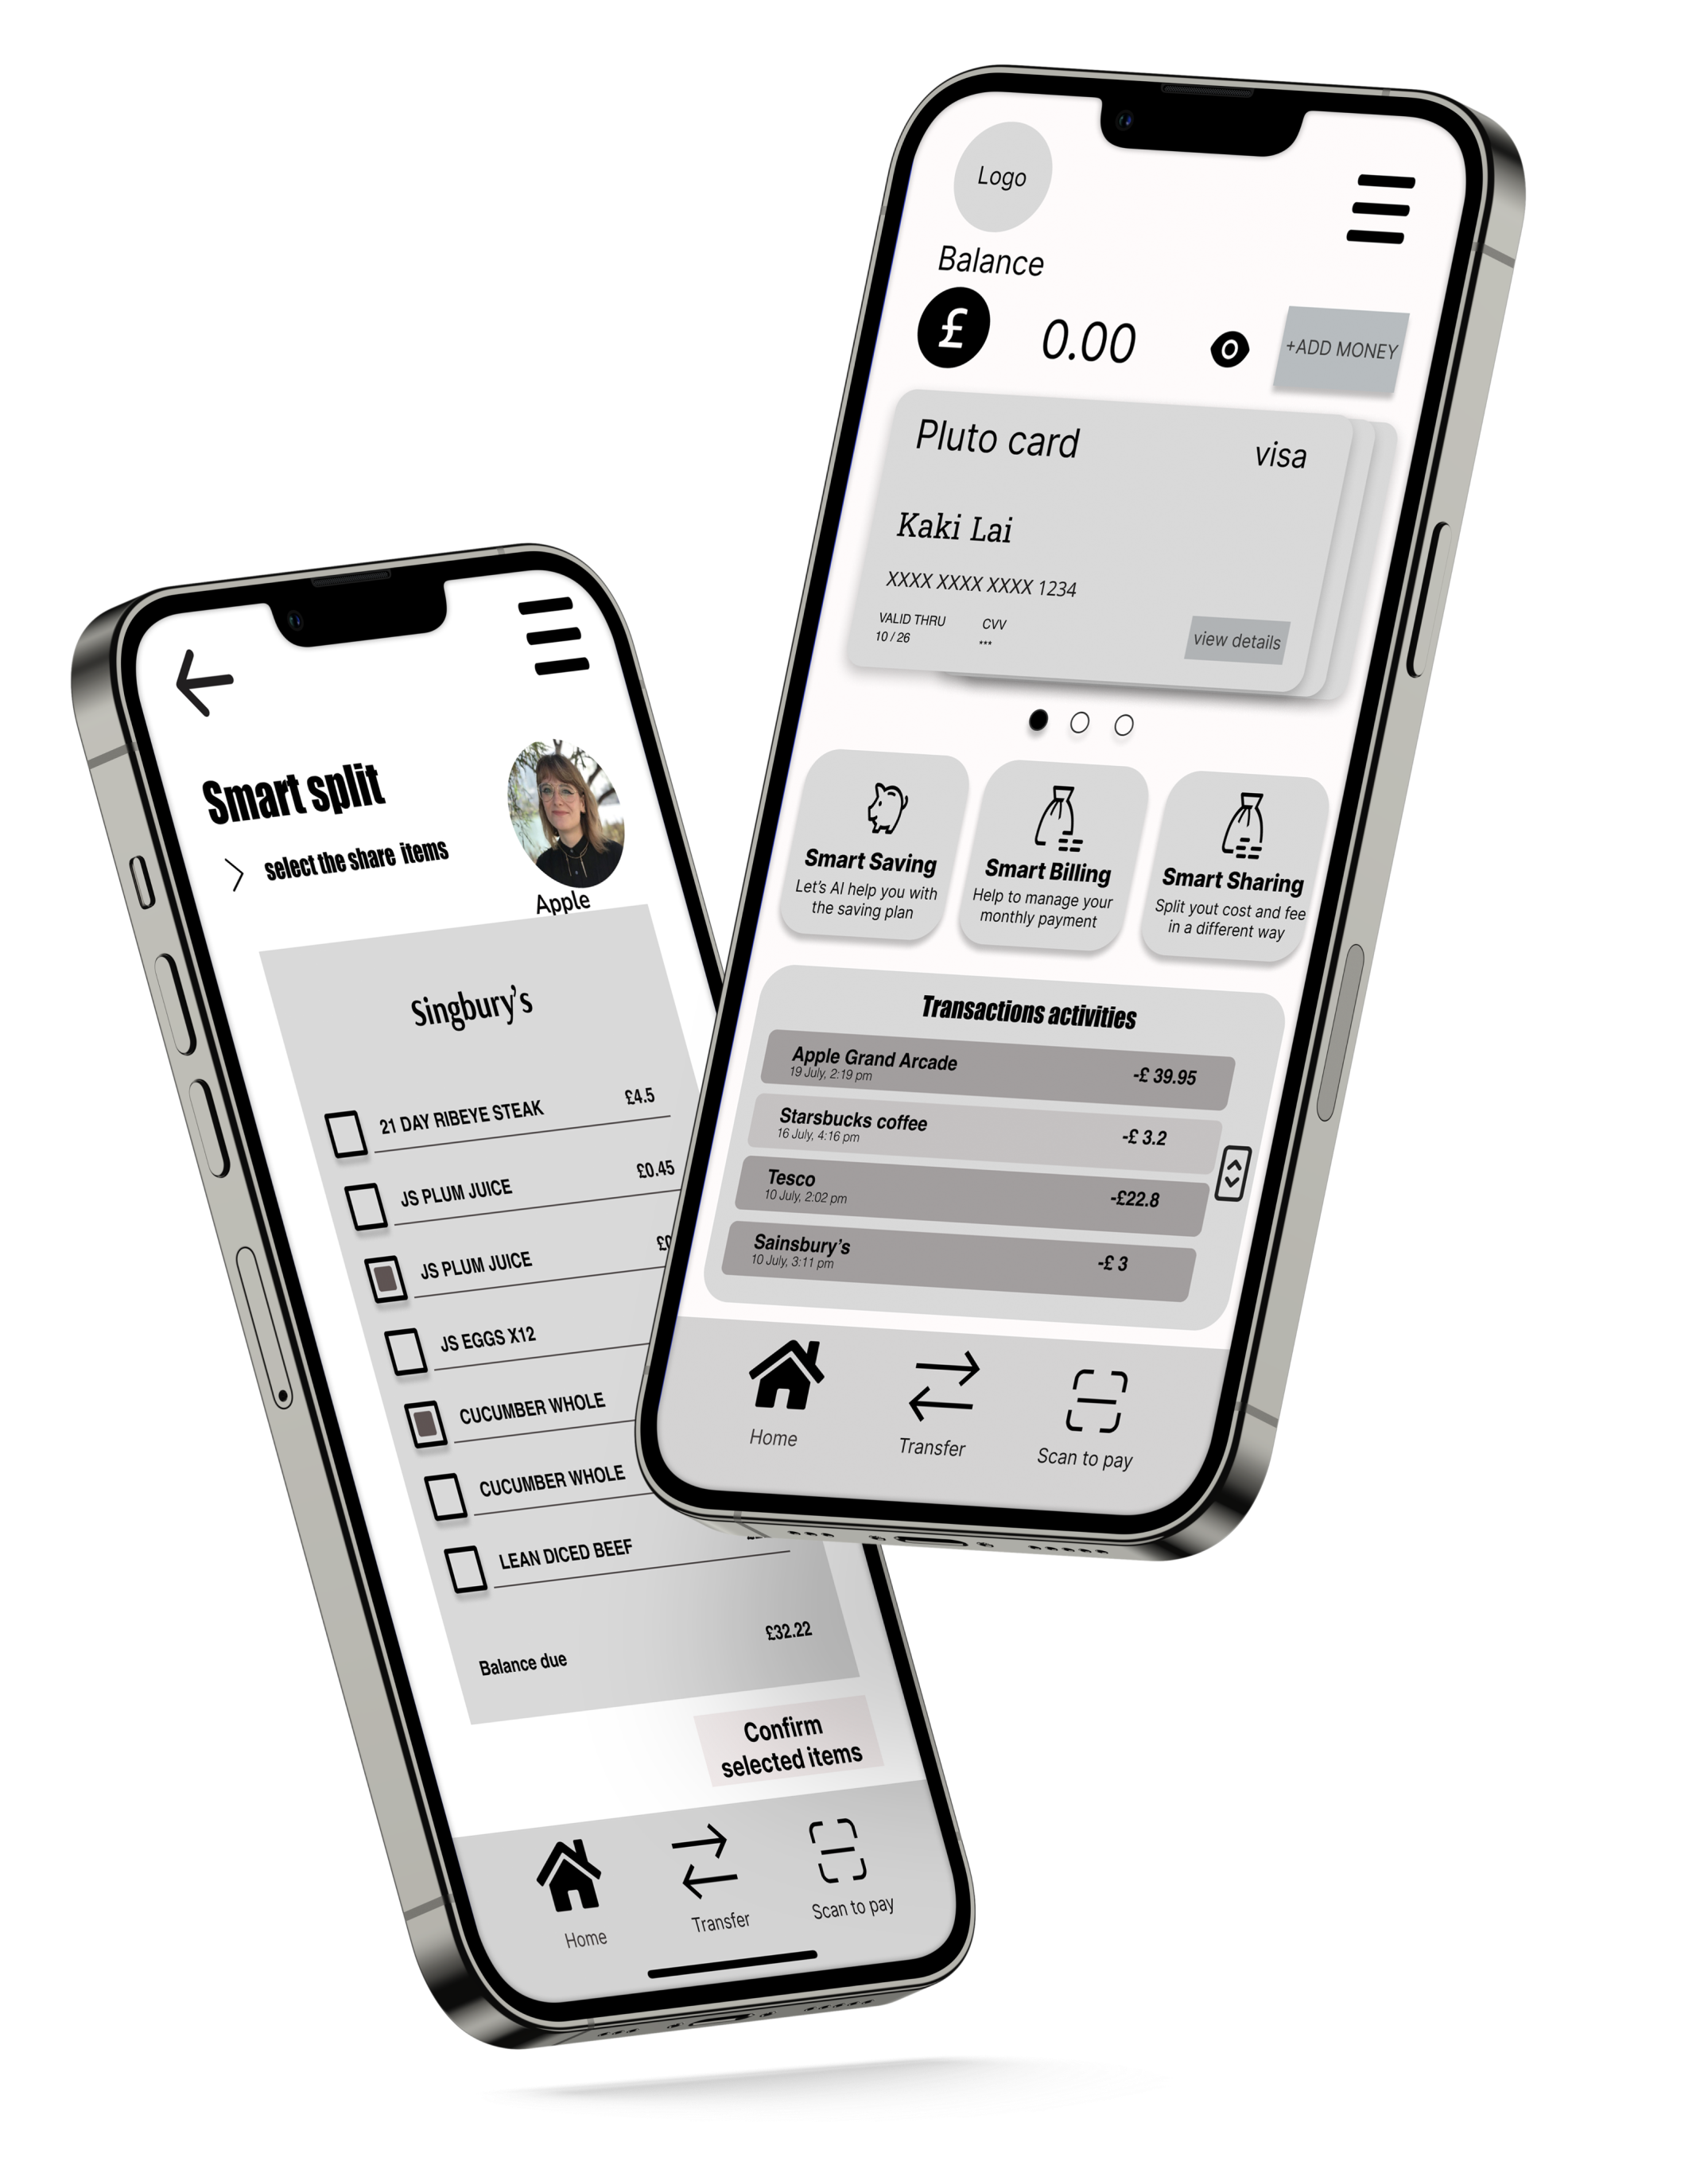 Logo
Balance
£ 0.00 +ADD MONEY
Pluto card visa
Kaki Lai
XXXX XXXX XXXX 1234
VALID THRU CVV
10 / 26 ***
view details
Smart Saving
Let's AI help you with
the saving plan
Smart Billing
Help to manage your
monthly payment
Smart Sharing
Split yout cost and fee
in a different way
Transactions activities
Apple Grand Arcade -£ 39.95
19 July, 2:19 pm
Starsbucks coffee -£ 3.2
16 July, 4:16 pm
Tesco -£22.8
10 July, 2:02 pm
Sainsbury's -£ 3
10 July, 3:11 pm
Home Transfer Scan to pay
Smart split
select the share items
Apple
Singbury's
21 DAY RIBEYE STEAK £4.5
JS PLUM JUICE £0.45
JS PLUM JUICE
JS EGGS X12
CUCUMBER WHOLE
CUCUMBER WHOLE
LEAN DICED BEEF
Balance due £32.22
Confirm
selected items
Home Transfer Scan to pay